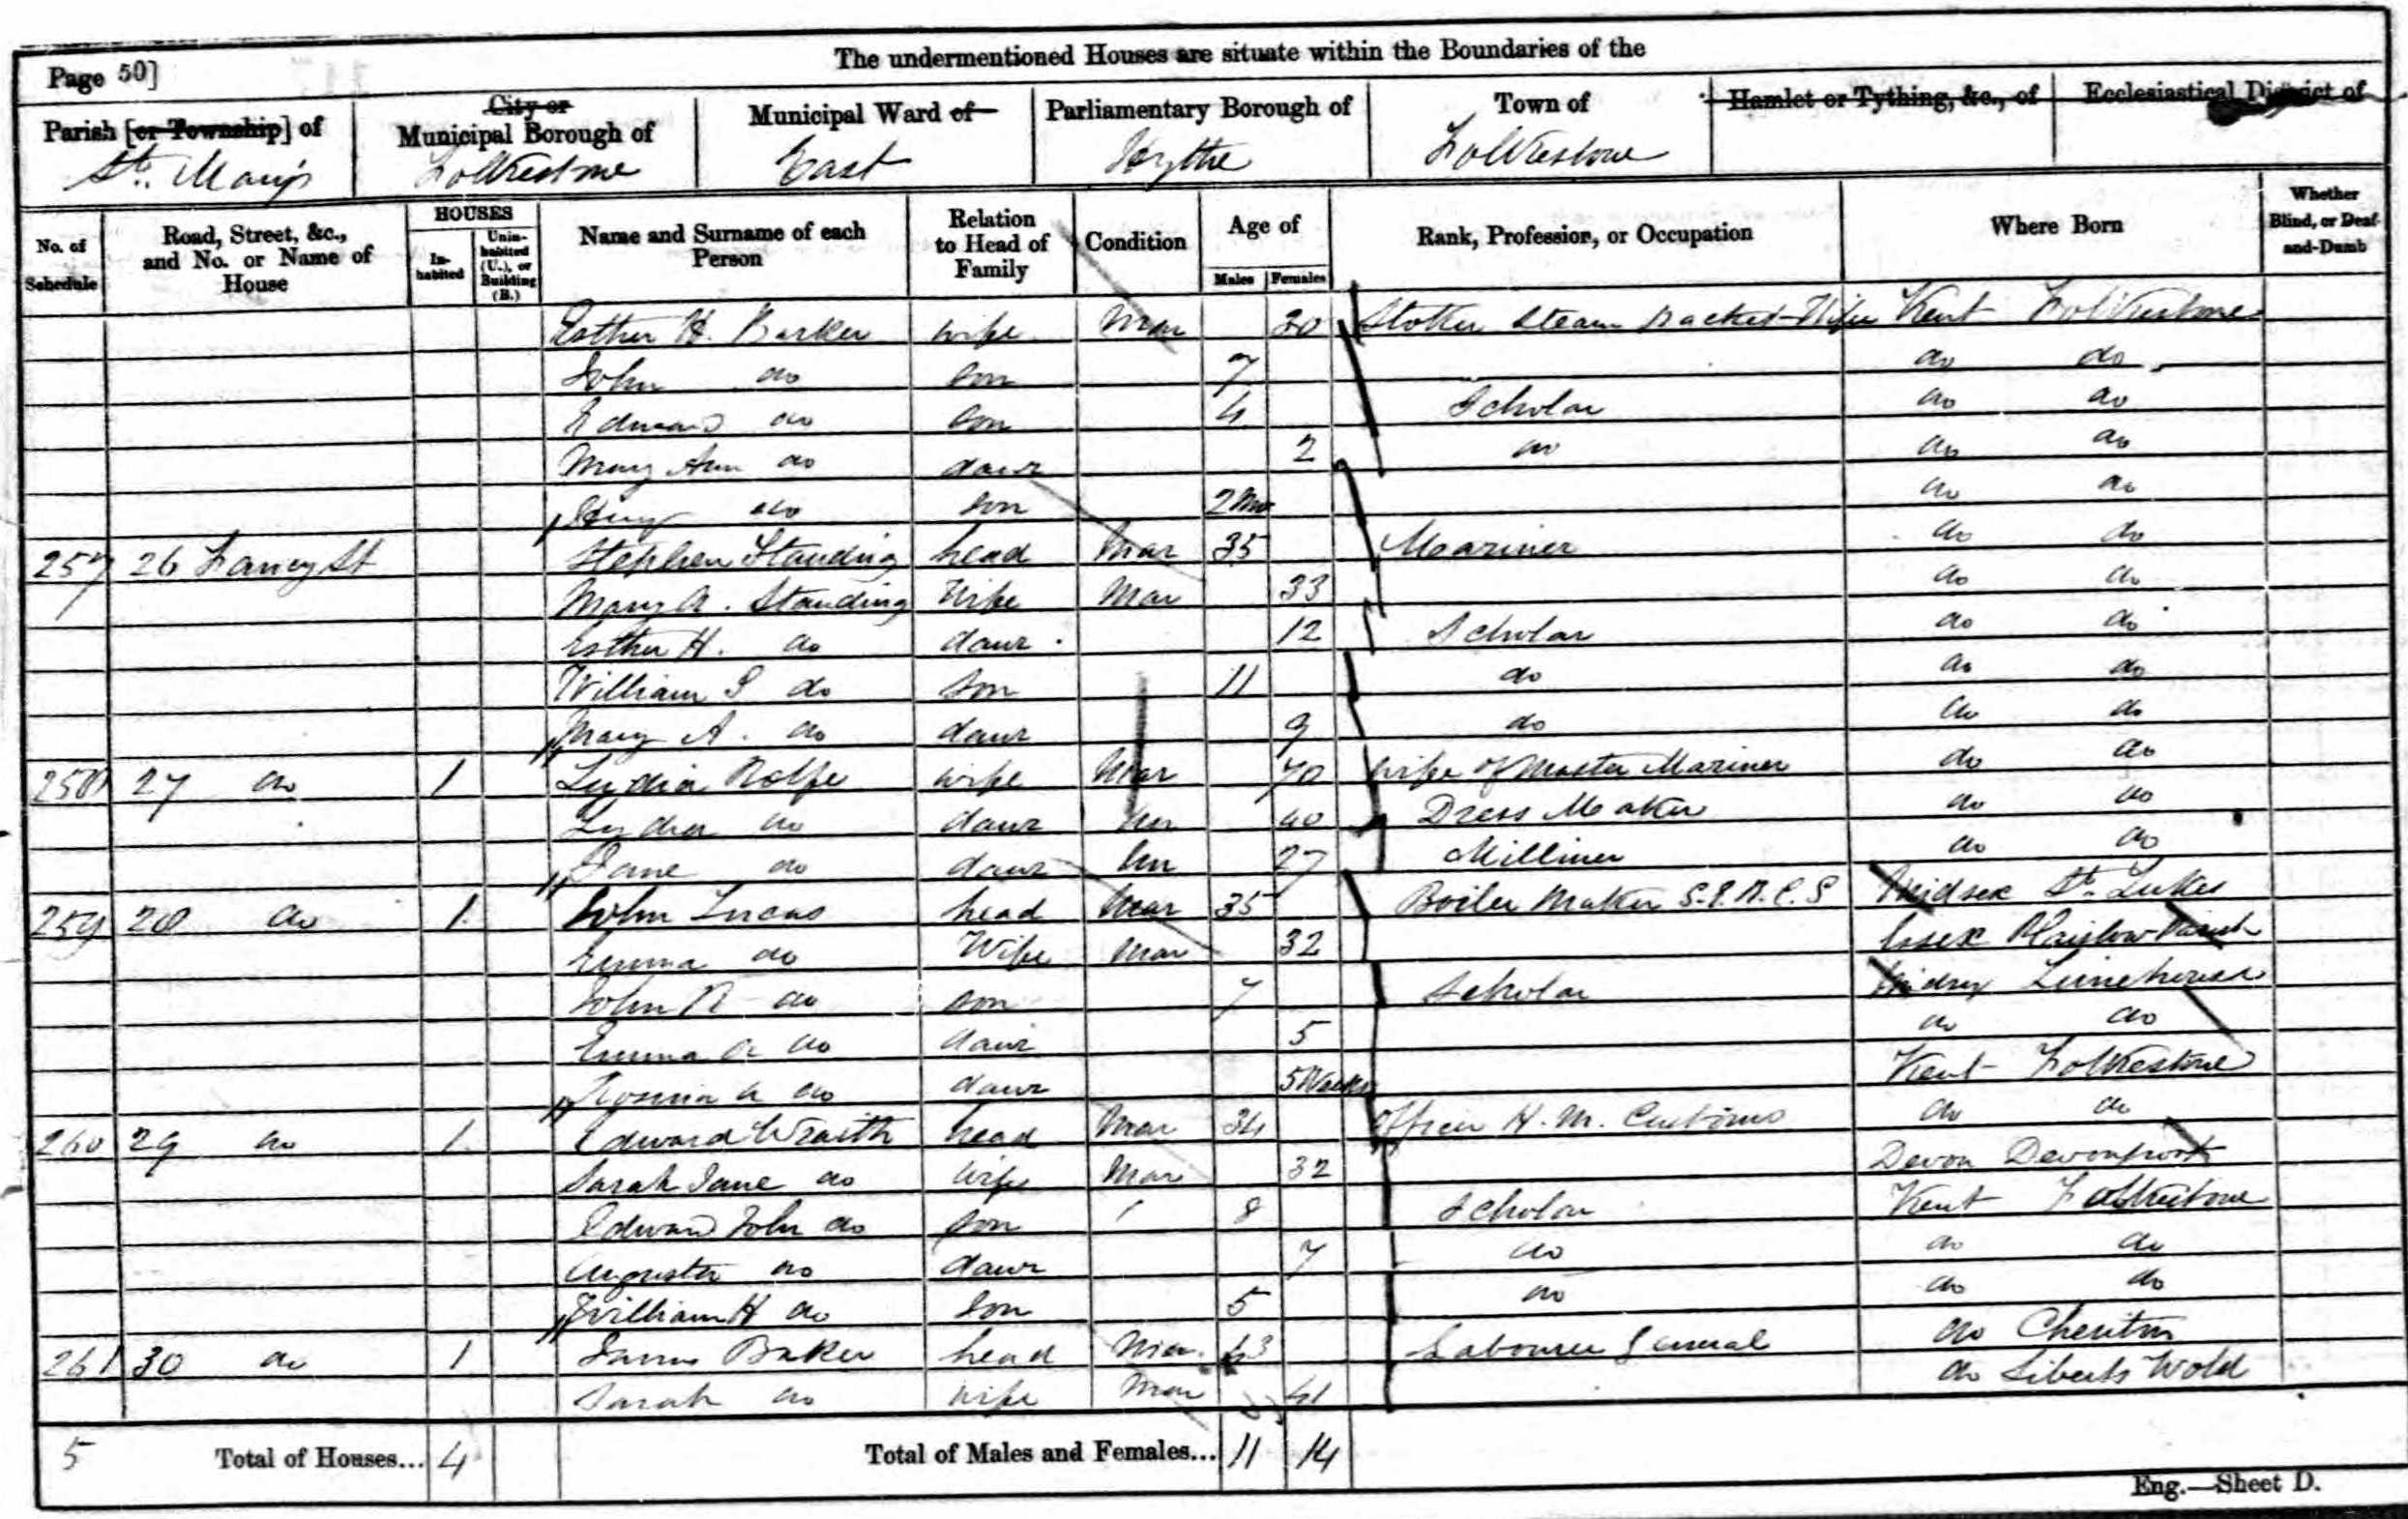 The undermentioned Houses are situate within the Boundaries of the
Page 50]
Parish [or Township] of St. Mary's
City or Municipal Borough of Folkestone
Municipal Ward of East
Parliamentary Borough of Hythe
Town of Folkestone
Hamlet or Tything, &c., of
Ecclesiastical District of
No. of Schedule
Road, Street, &c., and No. or Name of House
HOUSES
In-habited
Unin-habited (U.), or Building (B.)
Name and Surname of each Person
Relation to Head of Family
Condition
Age of
Males
Females
Rank, Profession, or Occupation
Where Born
Whether Blind, or Deaf-and-Dumb
Esther H. Barker wife Mar 30 Stoker Steam Packet Wife Kent Folkestone
John do son 7 do do
Edward do son 4 Scholar do do
Mary Ann do daur 2 do do do
Henry do son 2 Mo do do
257 26 St Stephen Standing head Mar 35 Mariner do do
Mary A. Standing Wife Mar 33 do do
Esther H. do daur 12 Scholar do do
William S do son 11 do do do
Mary A. do daur 9 do do do
258 27 do 1 Lydia Rolfe wife Mar 70 wife of Master Mariner do do
Lydia do daur Un 40 Dress Maker do do
Jane do daur Un 27 Milliner do do
259 28 do 1 John Lucas head Mar 35 Boiler Maker Midsex St. Lukes
Emma do Wife Mar 32 Essex Plaistow Parish
John R do son 7 Scholar Midsex Limehouse
Emma A do daur 5 do do
Rosina A do daur 5 Weeks Kent Folkestone
260 29 do 1 Edward Wraith head Mar 34 Officer H. M. Customs do do
Sarah Jane do wife Mar 32 Devon Devonport
Edward John do son 8 Scholar Kent Folkestone
Augusta do daur 7 do do do
William H do son 5 do do do
261 30 do 1 James Baker head Mar 43 Labourer General do Cheriton
Sarah do wife Mar 41 do Siberts Wold
5 Total of Houses... 4 Total of Males and Females... 11 14
Eng.—Sheet D.